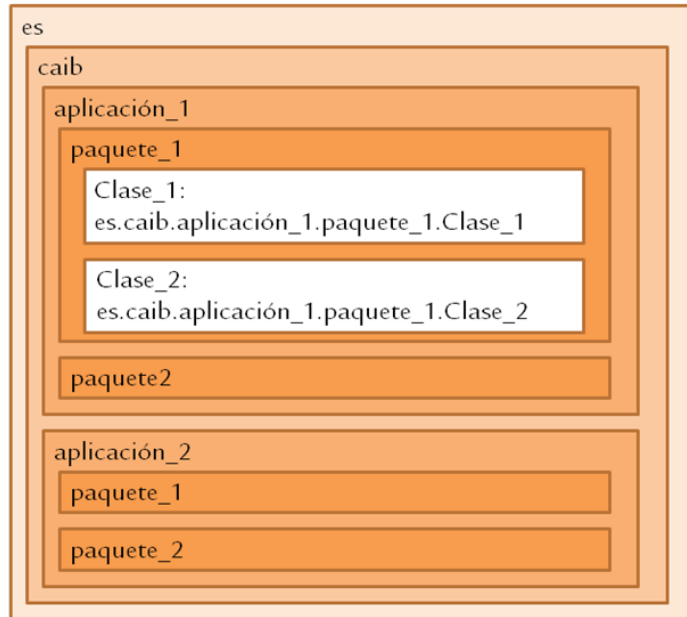 es
caib
aplicación_1
paquete_1
Clase_1:
es.caib.aplicación_1.paquete_1.Clase_1
Clase_2:
es.caib.aplicación_1.paquete_1.Clase_2
paquete2
aplicación_2
paquete_1
paquete_2